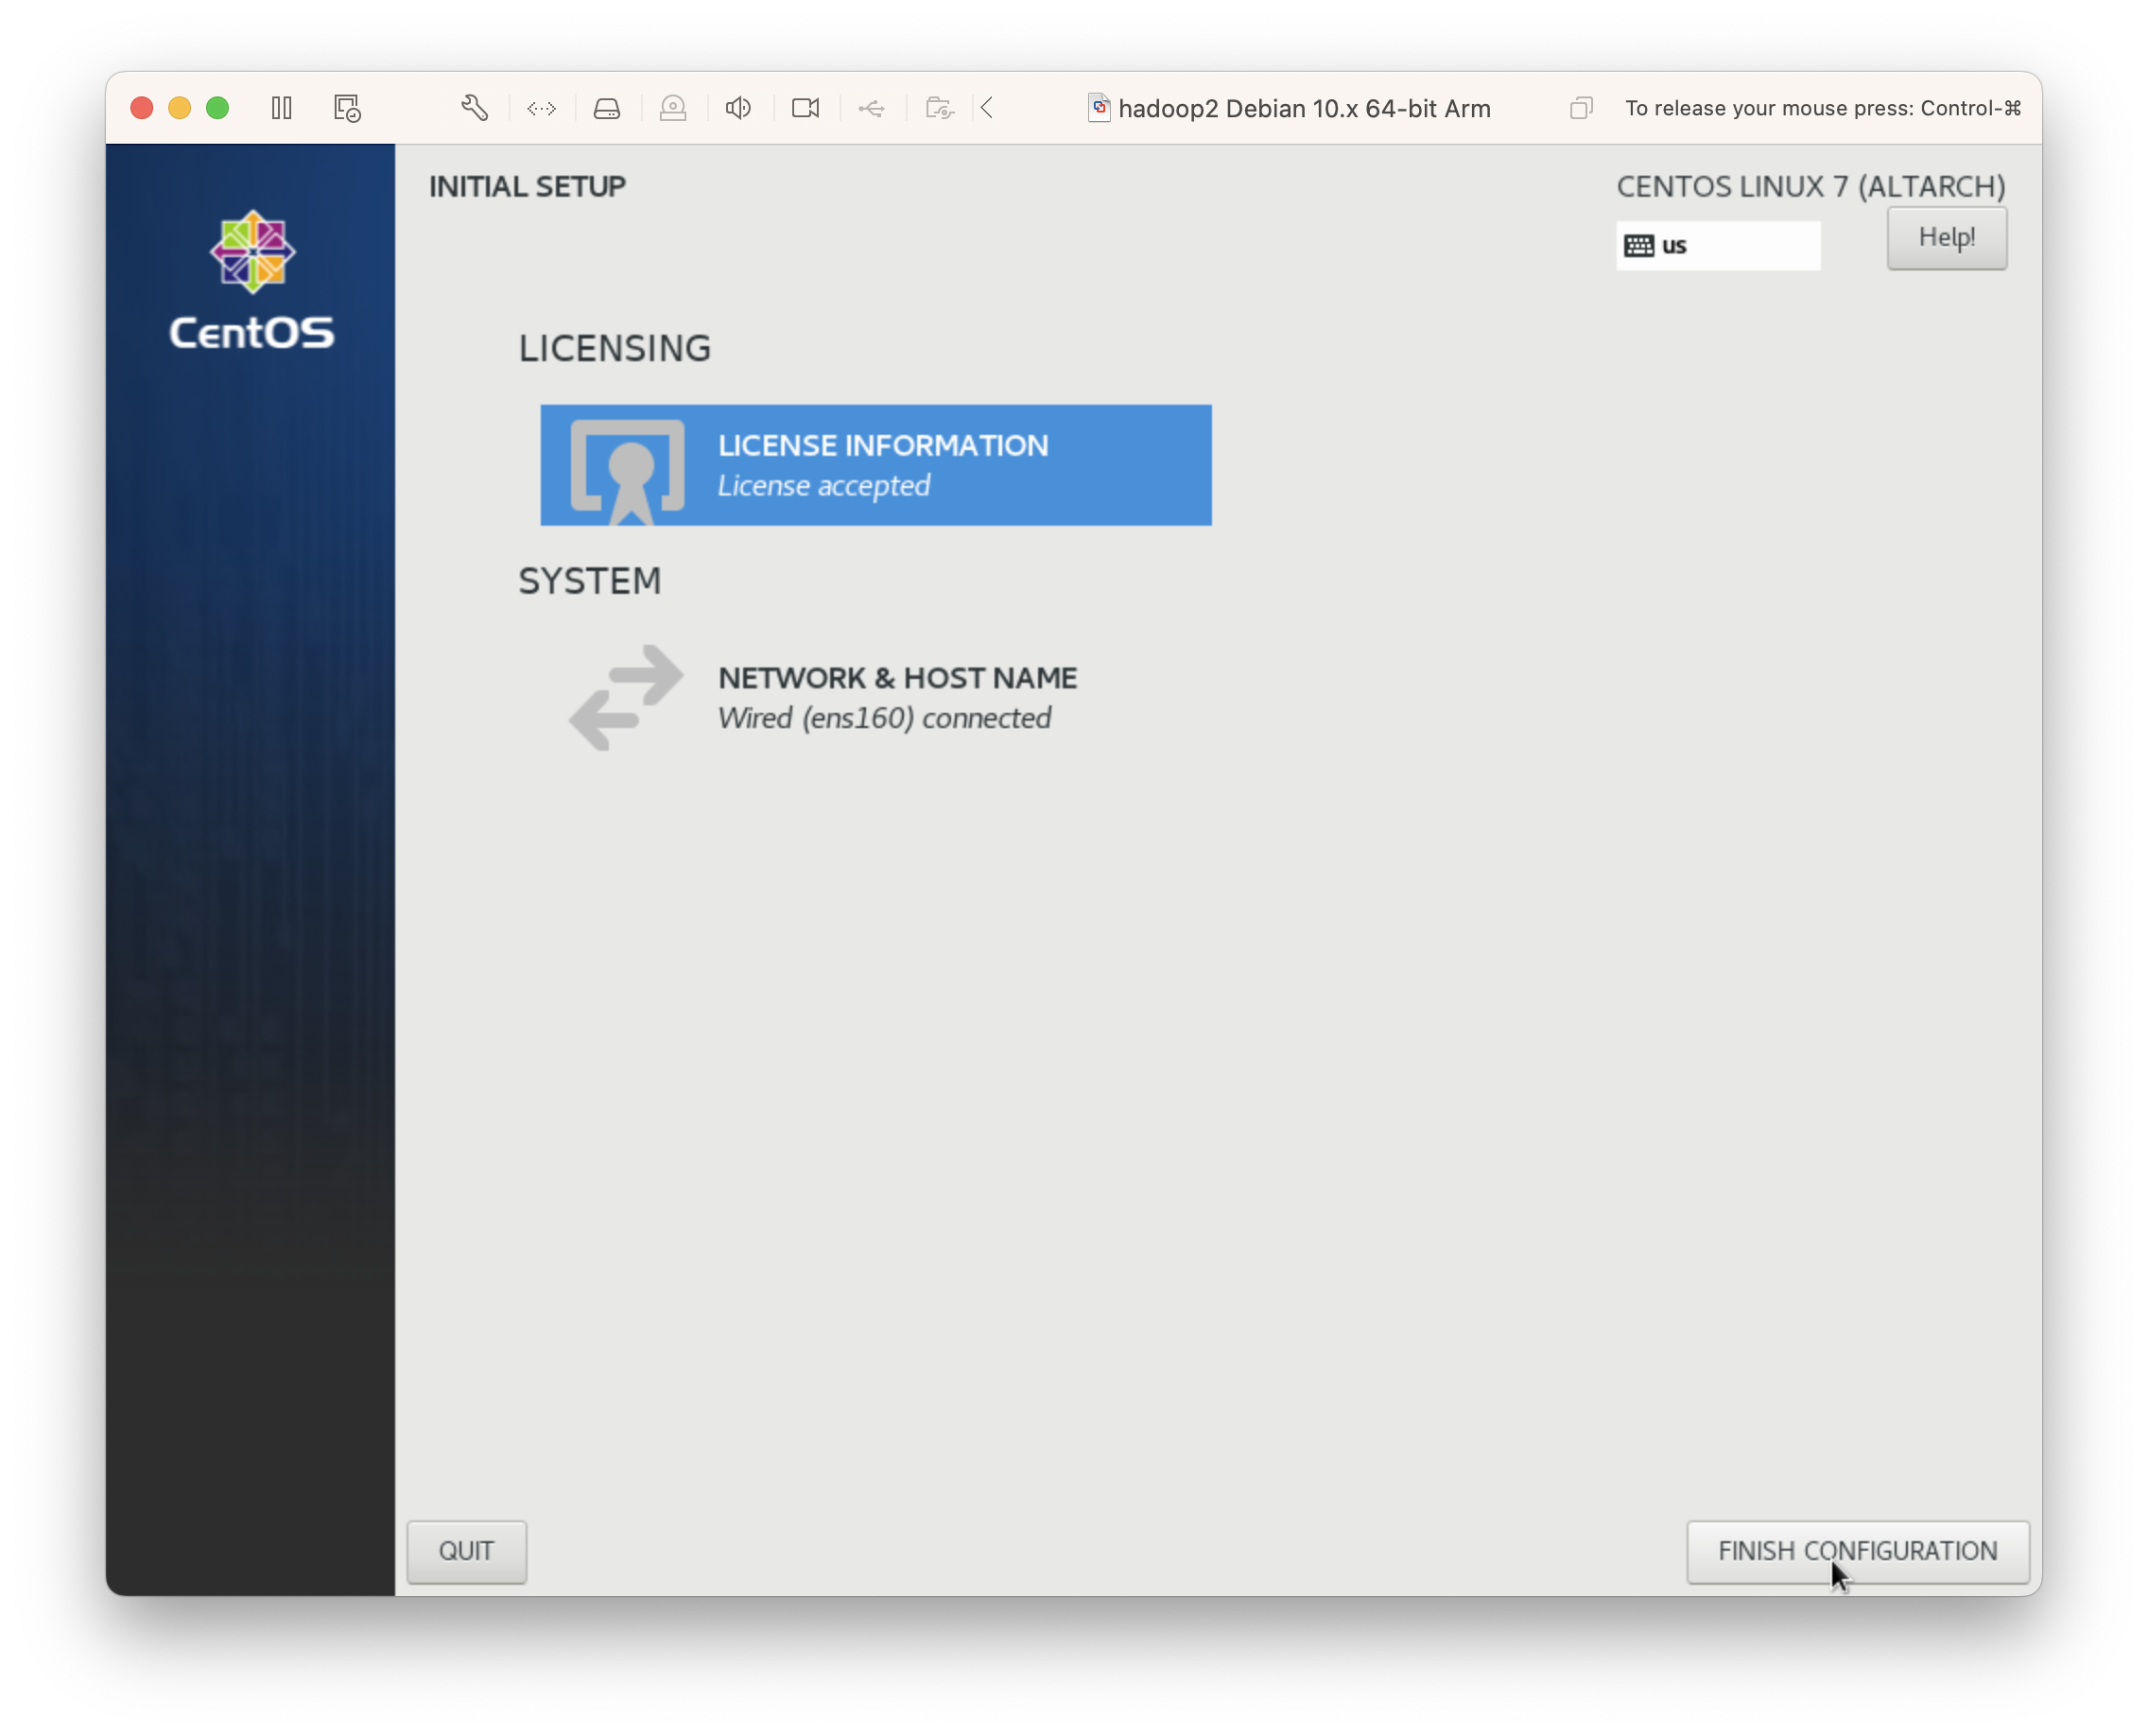 hadoop2 Debian 10.x 64-bit Arm
To release your mouse press: Control-⌘
CentOS
INITIAL SETUP
CENTOS LINUX 7 (ALTARCH)
us
Help!
LICENSING
LICENSE INFORMATION
License accepted
SYSTEM
NETWORK & HOST NAME
Wired (ens160) connected
QUIT
FINISH CONFIGURATION